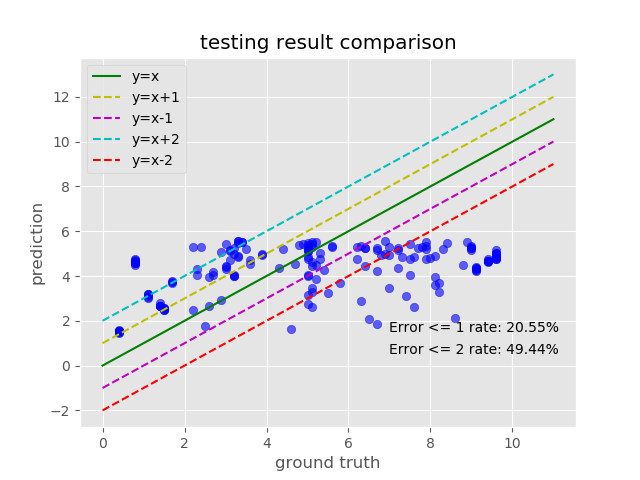 testing result comparison
y=x
y=x+1
y=x-1
y=x+2
y=x-2
12
10
8
6
4
2
0
−2
prediction
Error <= 1 rate: 20.55%
Error <= 2 rate: 49.44%
0
2
4
6
8
10
ground truth